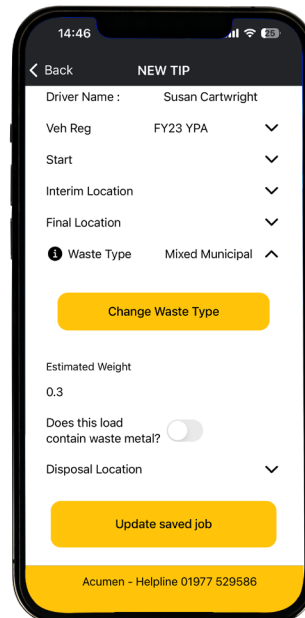 14:46 25
Back NEW TIP
Driver Name : Susan Cartwright
Veh Reg FY23 YPA
Start
Interim Location
Final Location
i Waste Type Mixed Municipal
Change Waste Type
Estimated Weight
0.3
Does this load
contain waste metal?
Disposal Location
Update saved job
Acumen - Helpline 01977 529586